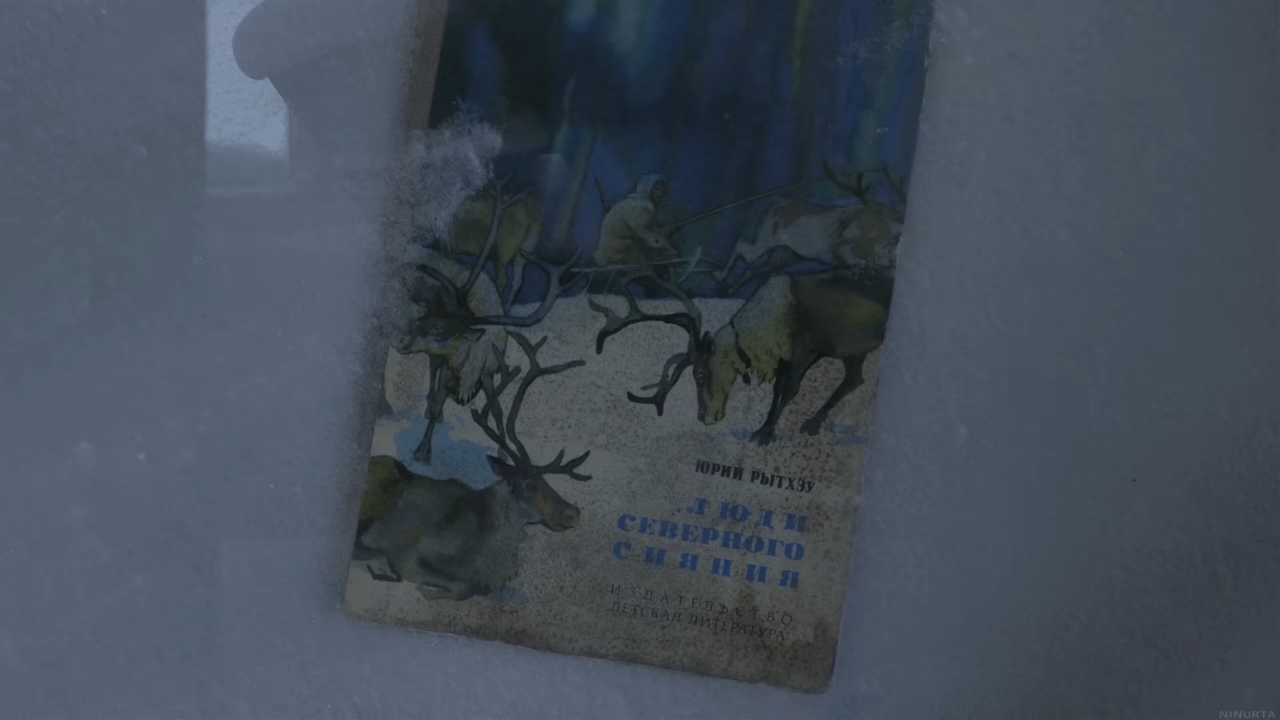 ЮРИЙ РЫТХЭУ
ЛЮДИ
СЕВЕРНОГО
СИЯНИЯ
ИЗДАТЕЛЬСТВО
ДЕТСКАЯ ЛИТЕРАТУРА
NINURTA